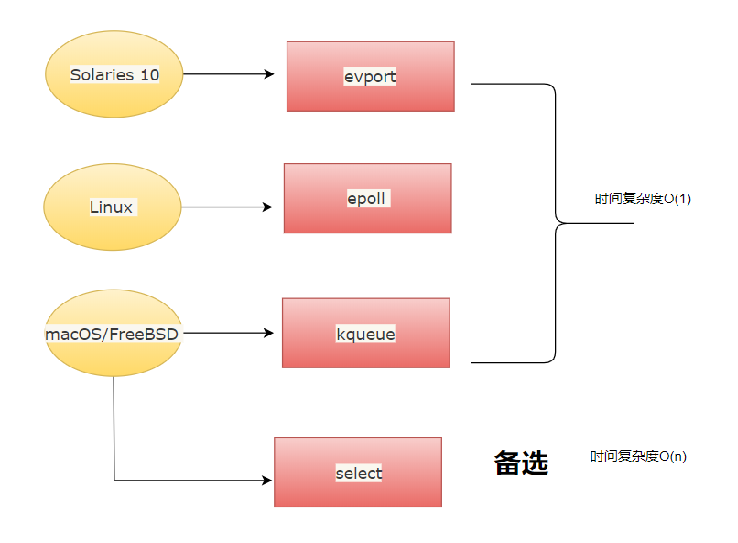 Solaries 10
evport
时间复杂度O(1)
Linux
epoll
macOS/FreeBSD
kqueue
select
备选
时间复杂度O(n)